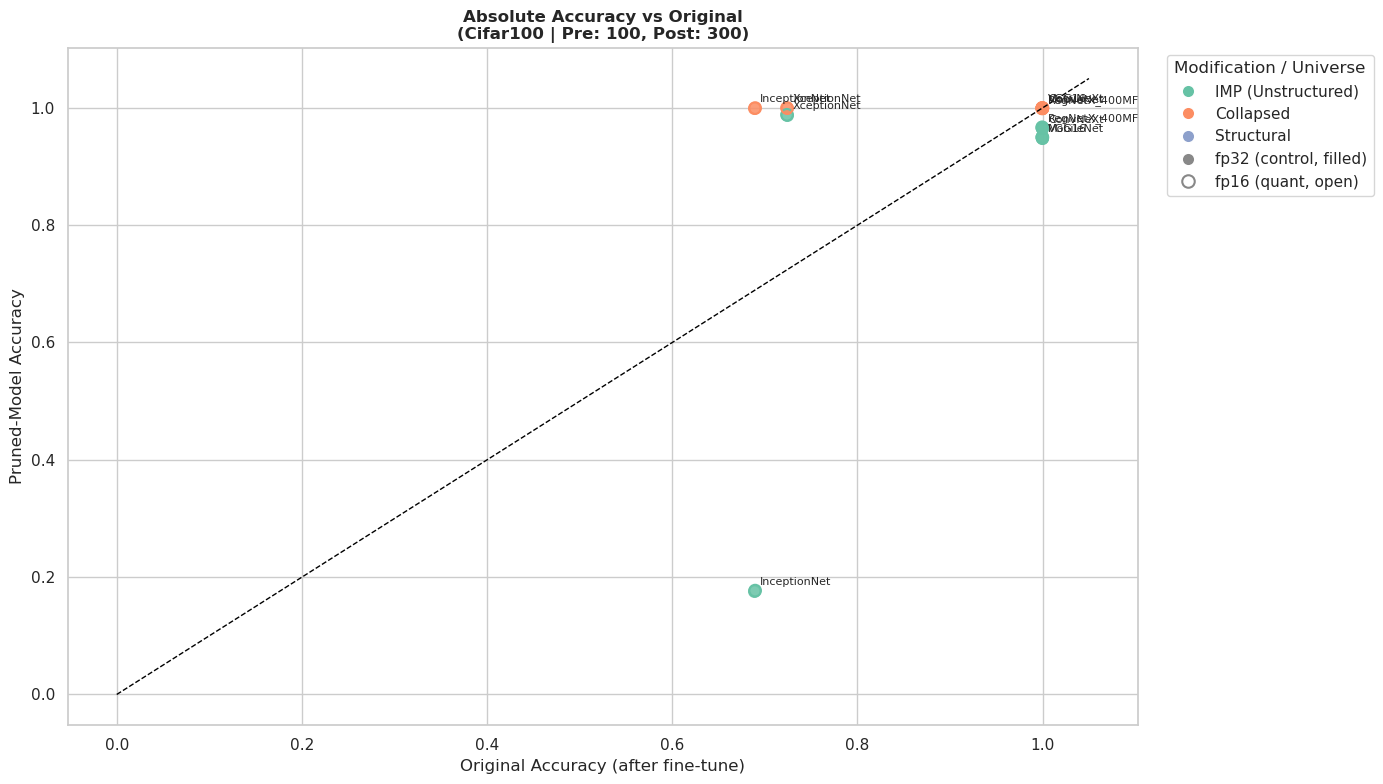 Absolute Accuracy vs Original
(Cifar100 | Pre: 100, Post: 300)
Modification / Universe
IMP (Unstructured)
Collapsed
Structural
fp32 (control, filled)
fp16 (quant, open)
InceptionNet
XceptionNet
XceptionNet
RegNetX_400MF
ConvNeXt
MobileNet
InceptionNet
Pruned-Model Accuracy
1.0
0.8
0.6
0.4
0.2
0.0
0.0 0.2 0.4 0.6 0.8 1.0
Original Accuracy (after fine-tune)